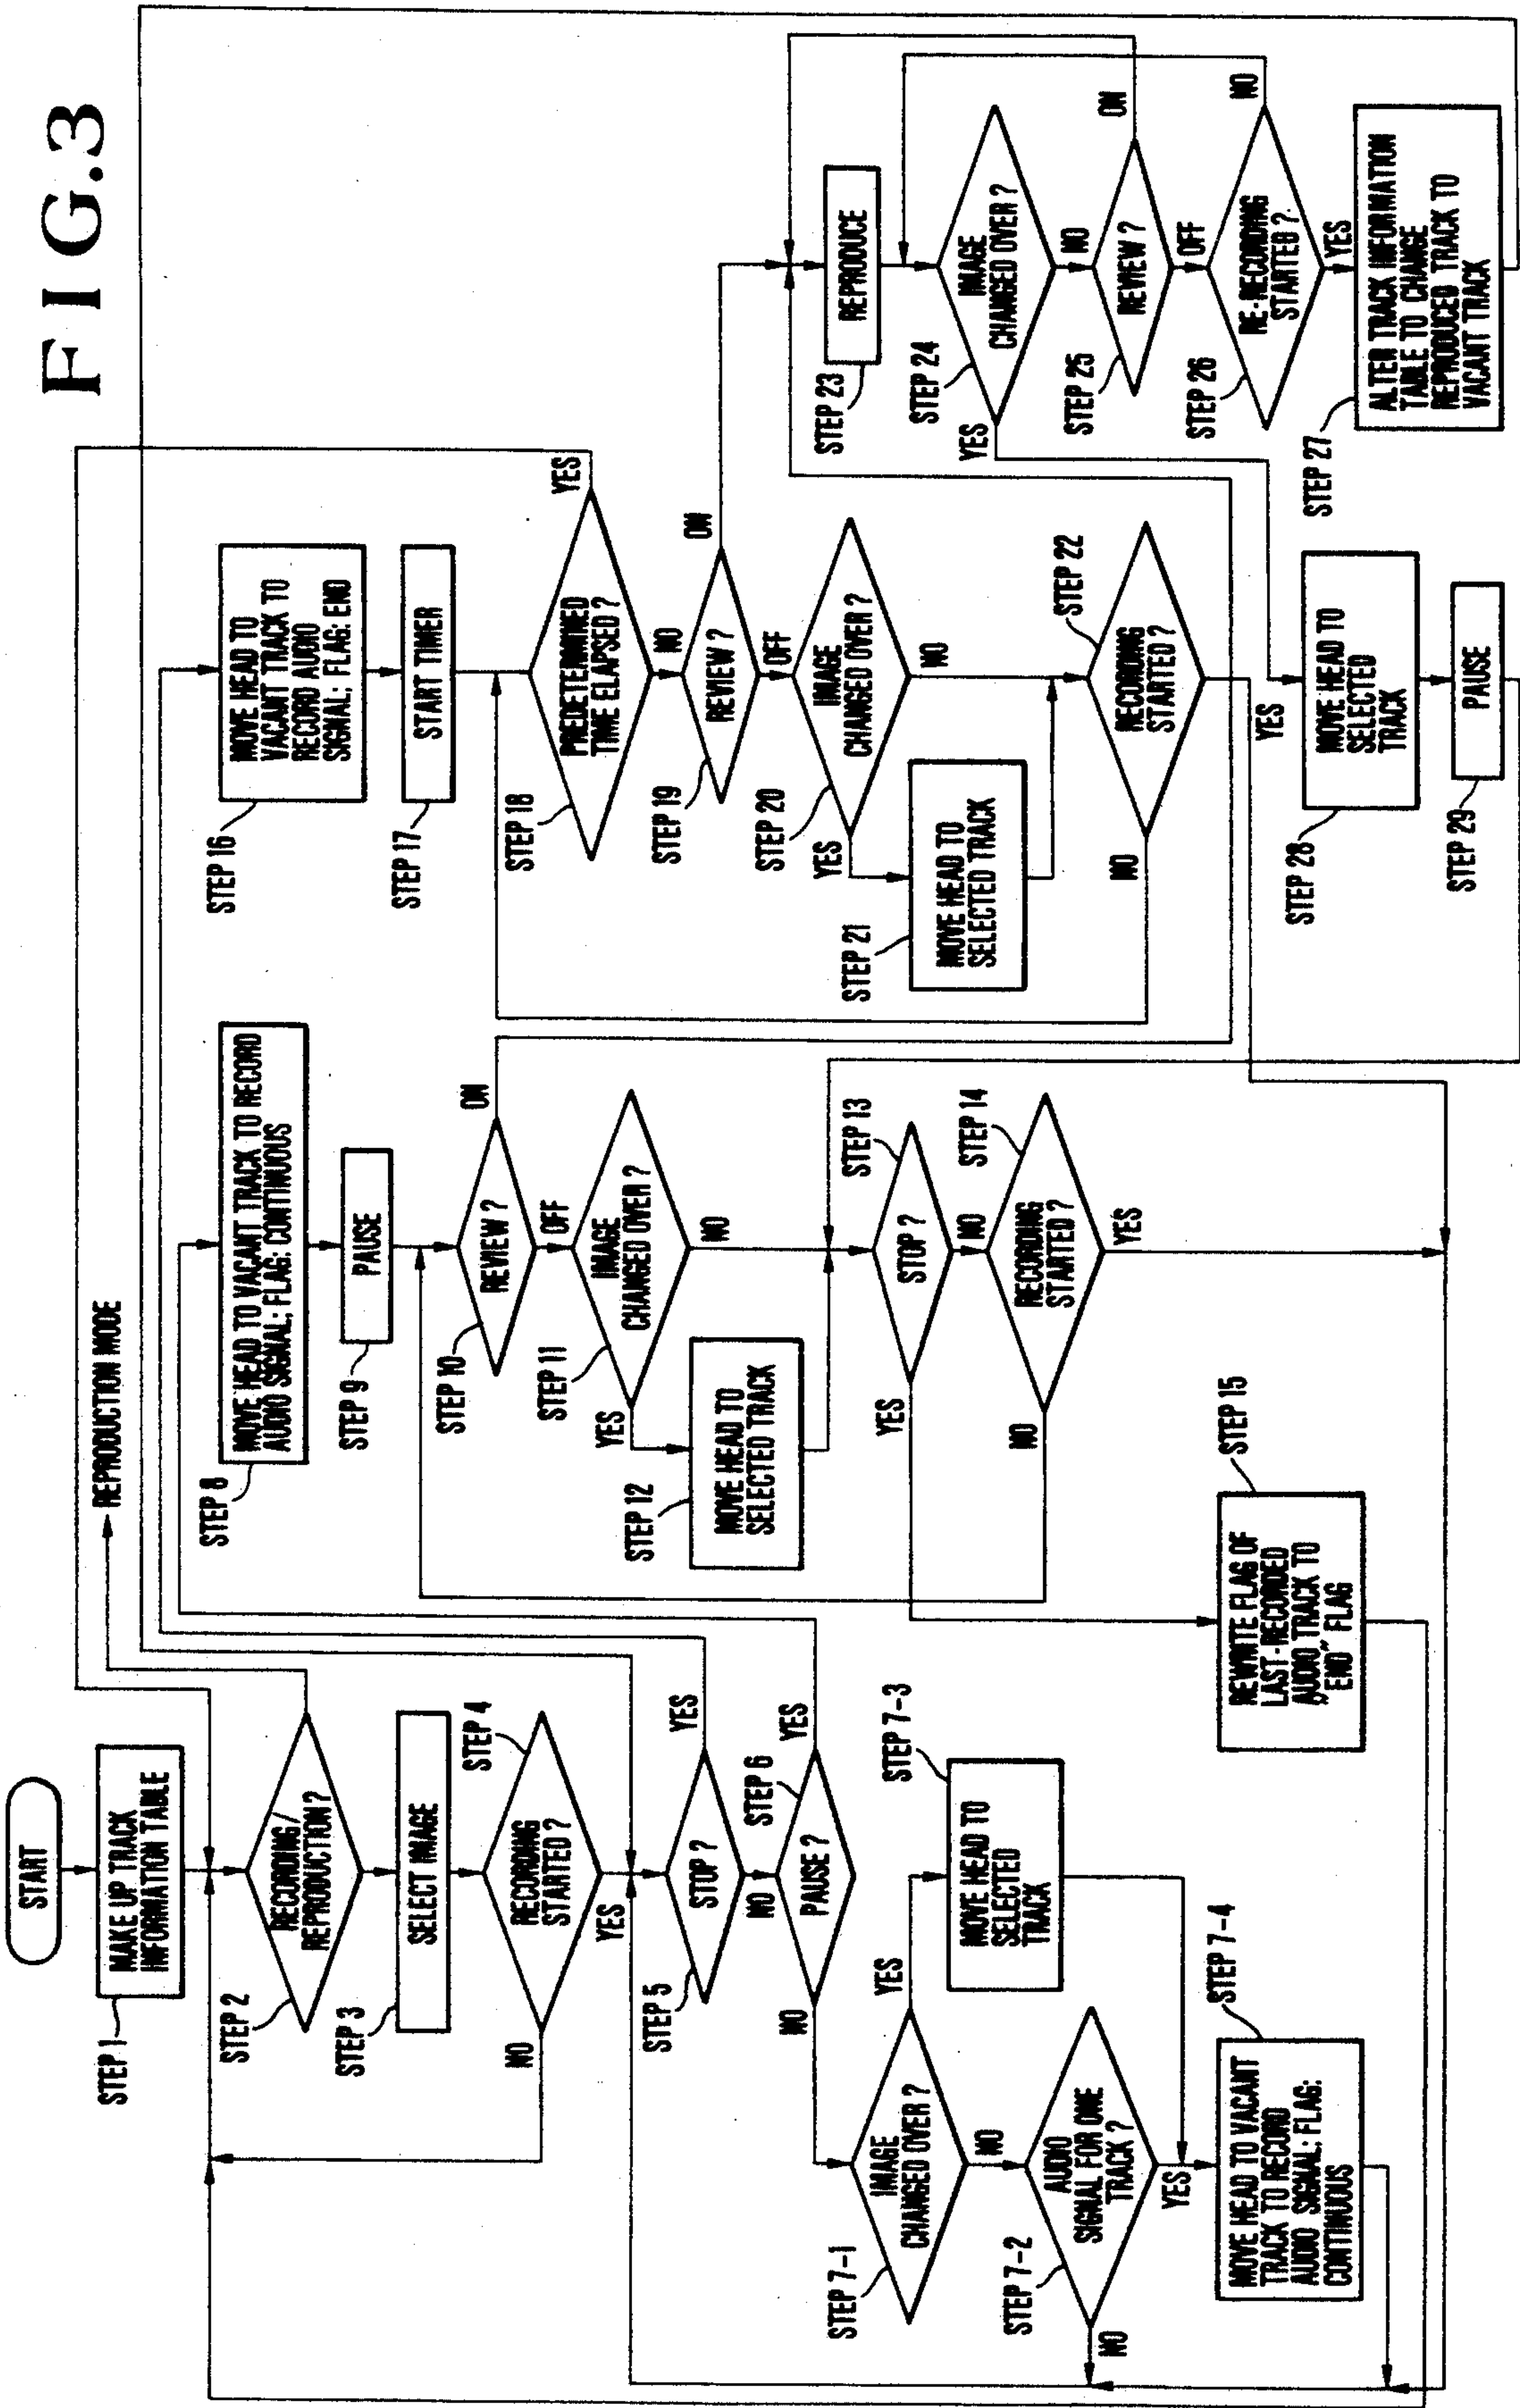 FIG.3
START
STEP 1
MAKE UP TRACK
INFORMATION TABLE
STEP 2
RECORDING/
REPRODUCTION?
REPRODUCTION MODE
STEP 3
SELECT IMAGE
STEP 4
RECORDING
STARTED?
NO
YES
STEP 5
STOP?
YES
NO
STEP 6
PAUSE?
YES
NO
STEP 7-1
IMAGE
CHANGED OVER?
YES
NO
STEP 7-2
AUDIO
SIGNAL FOR ONE
TRACK?
NO
YES
STEP 7-3
MOVE HEAD TO
SELECTED
TRACK
STEP 7-4
MOVE HEAD TO VACANT
TRACK TO RECORD
AUDIO SIGNAL: FLAG:
CONTINUOUS
STEP 8
MOVE HEAD TO VACANT TRACK TO RECORD
AUDIO SIGNAL; FLAG: CONTINUOUS
STEP 9
PAUSE
STEP 10
REVIEW?
ON
OFF
STEP 11
IMAGE
CHANGED OVER?
YES
NO
STEP 12
MOVE HEAD TO
SELECTED TRACK
STEP 13
STOP?
YES
NO
STEP 14
RECORDING
STARTED?
NO
YES
STEP 15
REWRITE FLAG OF
LAST-RECORDED
AUDIO TRACK TO
"END" FLAG
STEP 16
MOVE HEAD TO
VACANT TRACK TO
RECORD AUDIO
SIGNAL; FLAG: END
STEP 17
START TIMER
STEP 18
PREDETERMINED
TIME ELAPSED?
YES
NO
STEP 19
REVIEW?
ON
OFF
STEP 20
IMAGE
CHANGED OVER?
YES
NO
STEP 21
MOVE HEAD TO
SELECTED TRACK
STEP 22
RECORDING
STARTED?
NO
YES
STEP 23
REPRODUCE
STEP 24
IMAGE
CHANGED OVER?
YES
NO
STEP 25
REVIEW?
ON
OFF
STEP 26
RE-RECORDING
STARTED?
NO
YES
STEP 27
ALTER TRACK INFORMATION
TABLE TO CHANGE
REPRODUCED TRACK TO
VACANT TRACK
STEP 28
MOVE HEAD TO
SELECTED
TRACK
STEP 29
PAUSE